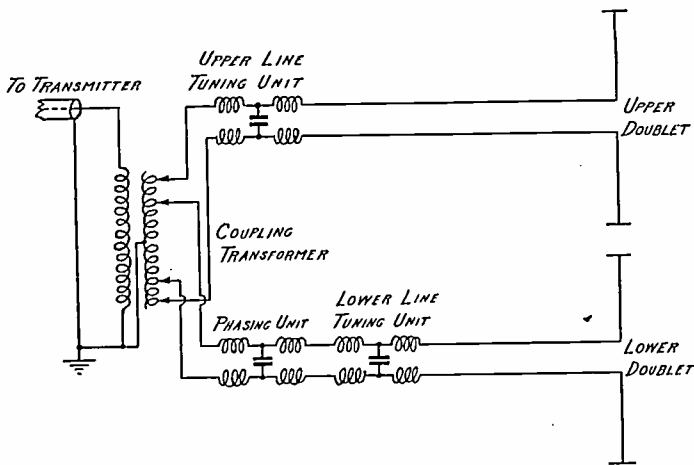 UPPER LINE
TUNING UNIT
TO TRANSMITTER
UPPER
DOUBLET
COUPLING
TRANSFORMER
LOWER LINE
TUNING UNIT
PHASING UNIT
LOWER
DOUBLET